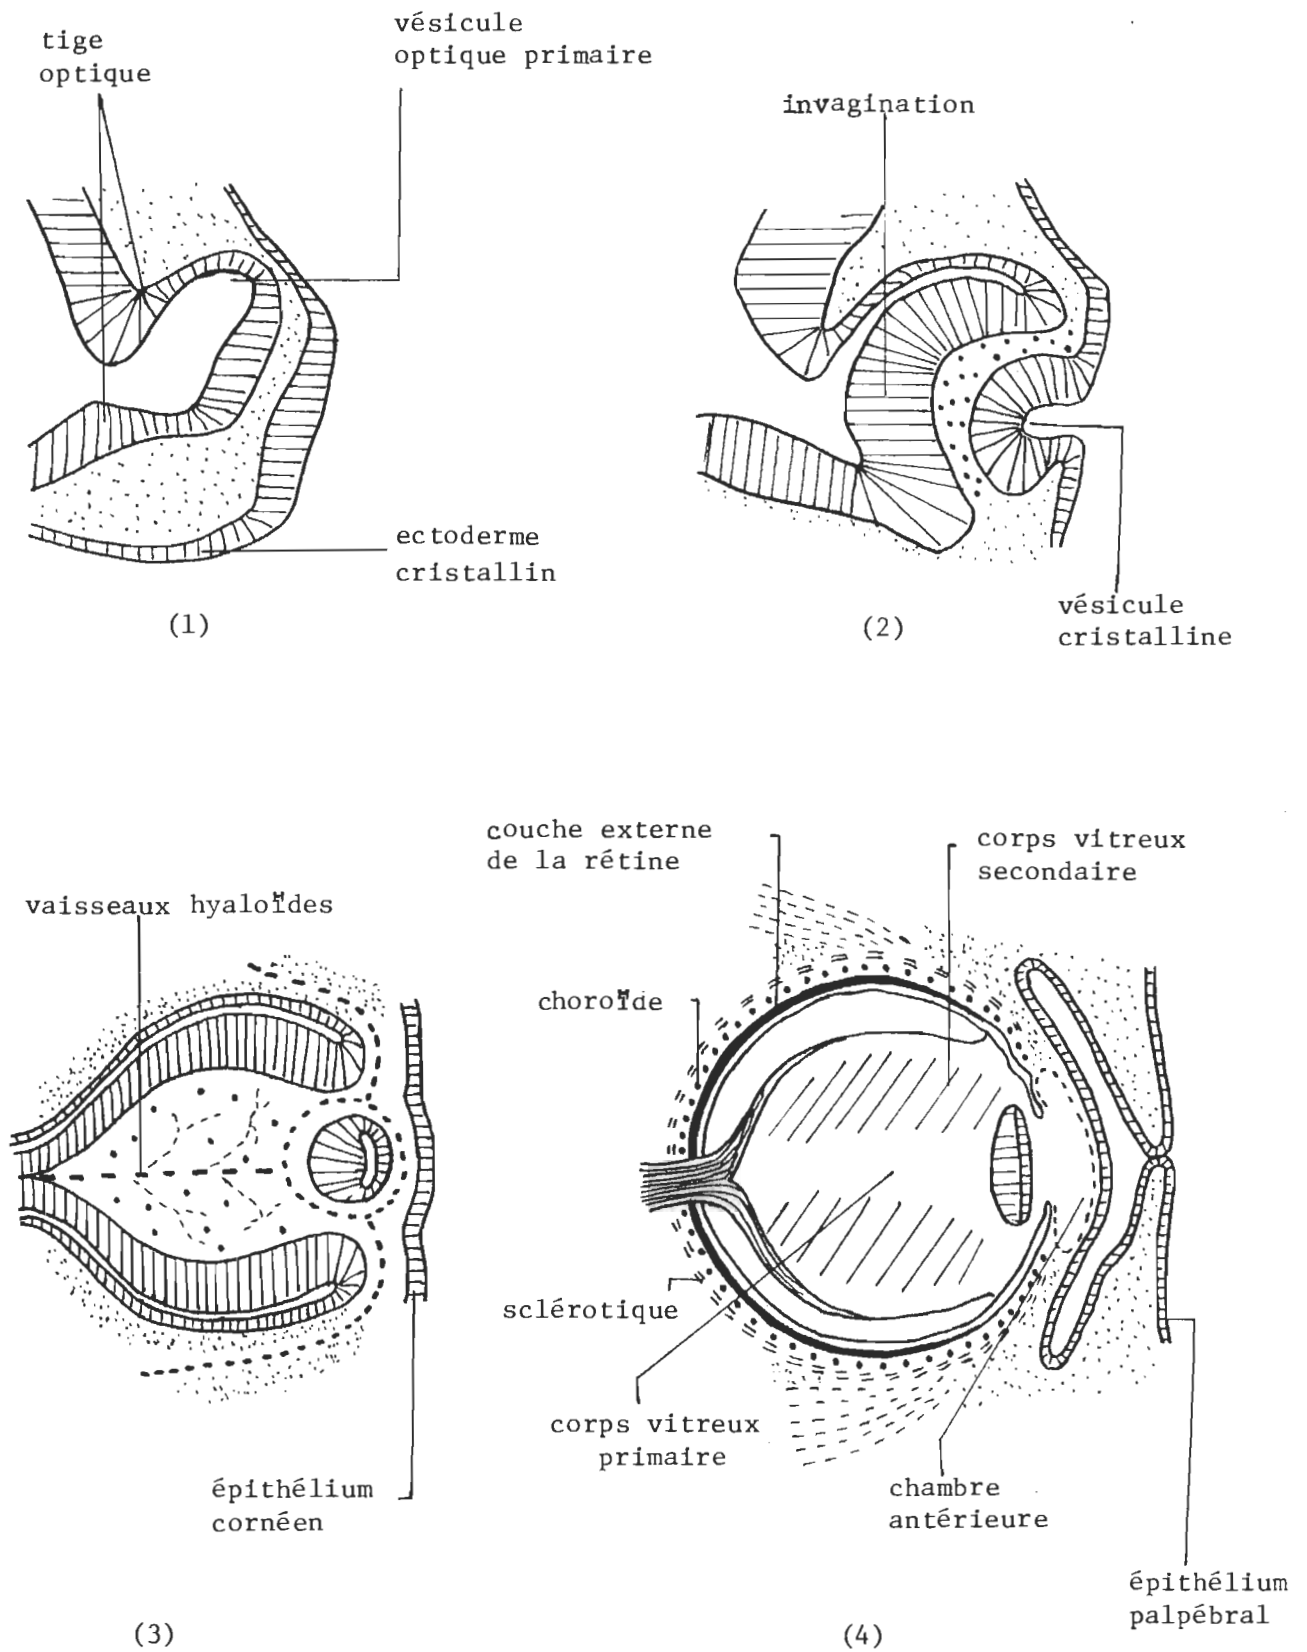 tige
optique
vésicule
optique primaire
ectoderme
cristallin
(1)
invagination
vésicule
cristalline
(2)
vaisseaux hyaloïdes
épithélium
cornéen
(3)
couche externe
de la rétine
corps vitreux
secondaire
choroïde
sclérotique
corps vitreux
primaire
chambre
antérieure
épithélium
palpébral
(4)